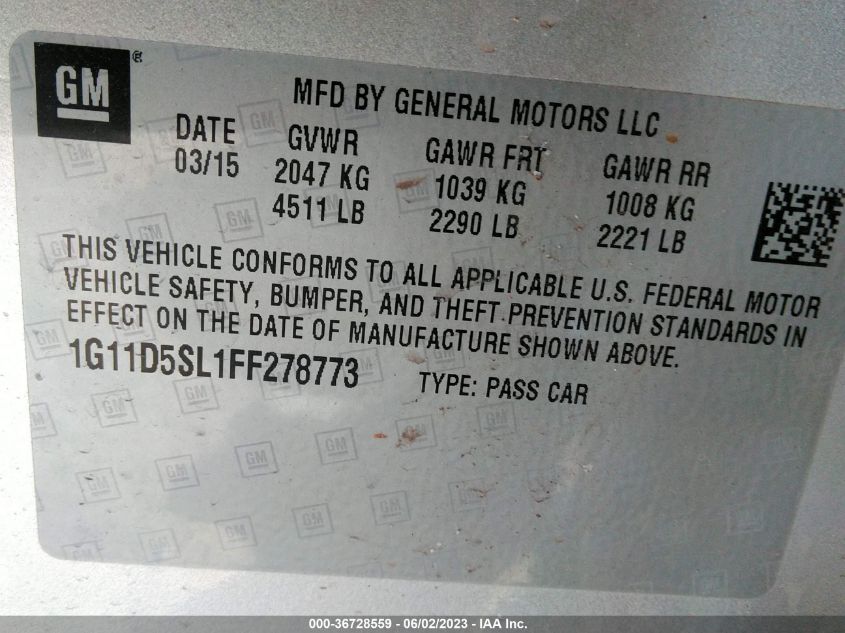 GM ®
MFD BY GENERAL MOTORS LLC
DATE GVWR GAWR FRT GAWR RR
03/15 2047 KG 1039 KG 1008 KG
4511 LB 2290 LB 2221 LB
THIS VEHICLE CONFORMS TO ALL APPLICABLE U.S. FEDERAL MOTOR
VEHICLE SAFETY, BUMPER, AND THEFT PREVENTION STANDARDS IN
EFFECT ON THE DATE OF MANUFACTURE SHOWN ABOVE.
1G11D5SL1FF278773 TYPE: PASS CAR
000-36728559 - 06/02/2023 - IAA Inc.